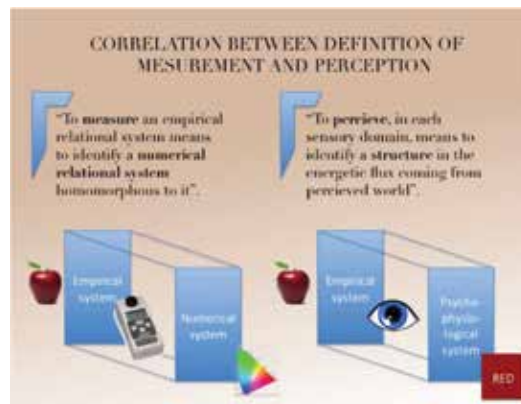 CORRELATION BETWEEN DEFINITION OF
MESUREMENT AND PERCEPTION
“To measure an empirical
relational system means
to identify a numerical
relational system
homomorphous to it”.
“To percieve, in each
sensory domain, means to
identify a structure in the
energetic flux coming from
percieved world”.
Empirical
system
Numerical
system
Empirical
system
Psycho-
physio-
logical
system
RED